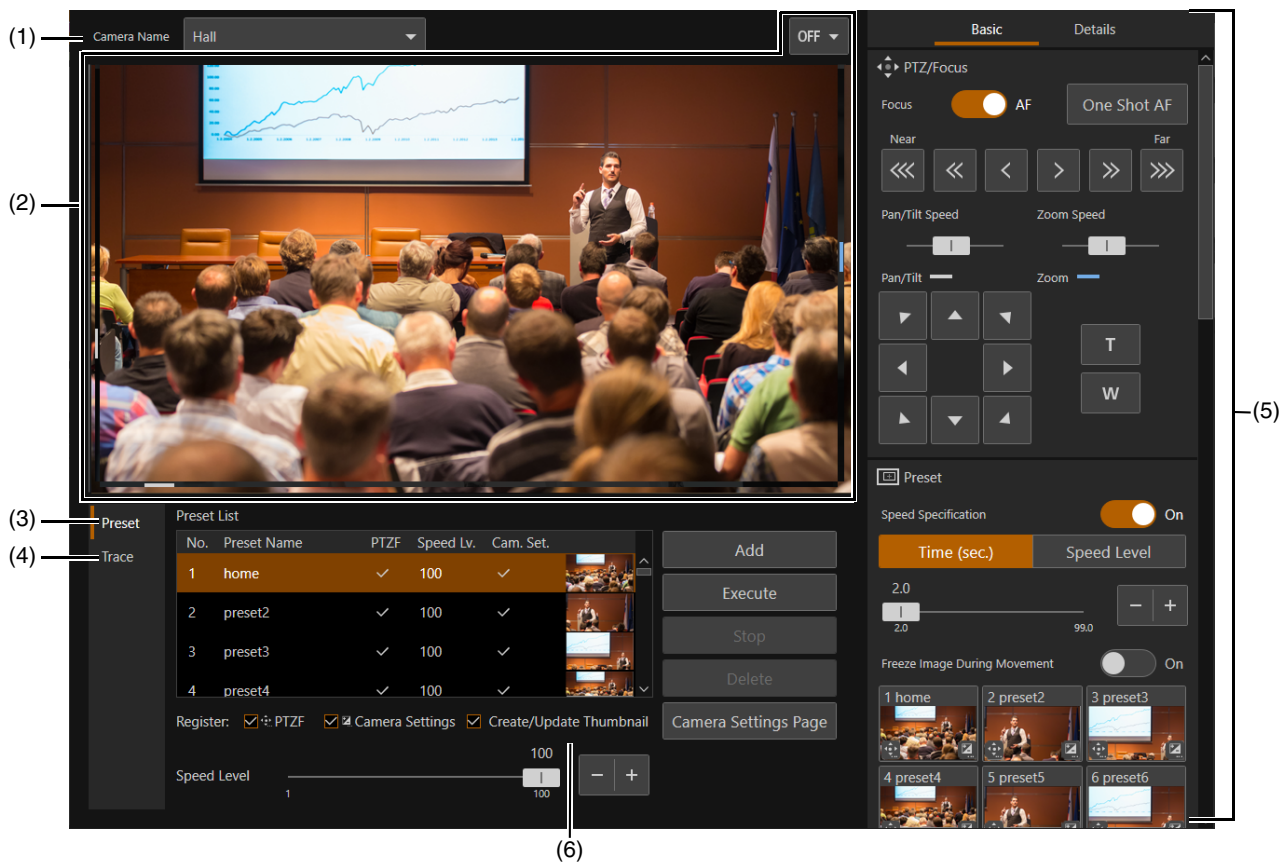 (1)
Camera Name
Hall
OFF
(2)
(3)
Preset
(4)
Trace
Preset List
No. Preset Name PTZF Speed Lv. Cam. Set.
1 home 100
2 preset2 100
3 preset3 100
4 preset4 100
Add
Execute
Stop
Delete
Camera Settings Page
Register: PTZF Camera Settings Create/Update Thumbnail
Speed Level
100
1
100
− +
(6)
Basic Details
PTZ/Focus
Focus AF One Shot AF
Near Far
Pan/Tilt Speed Zoom Speed
Pan/Tilt Zoom
T
W
(5)
Preset
Speed Specification On
Time (sec.) Speed Level
2.0
2.0 99.0
− +
Freeze Image During Movement On
1 home 2 preset2 3 preset3
4 preset4 5 preset5 6 preset6